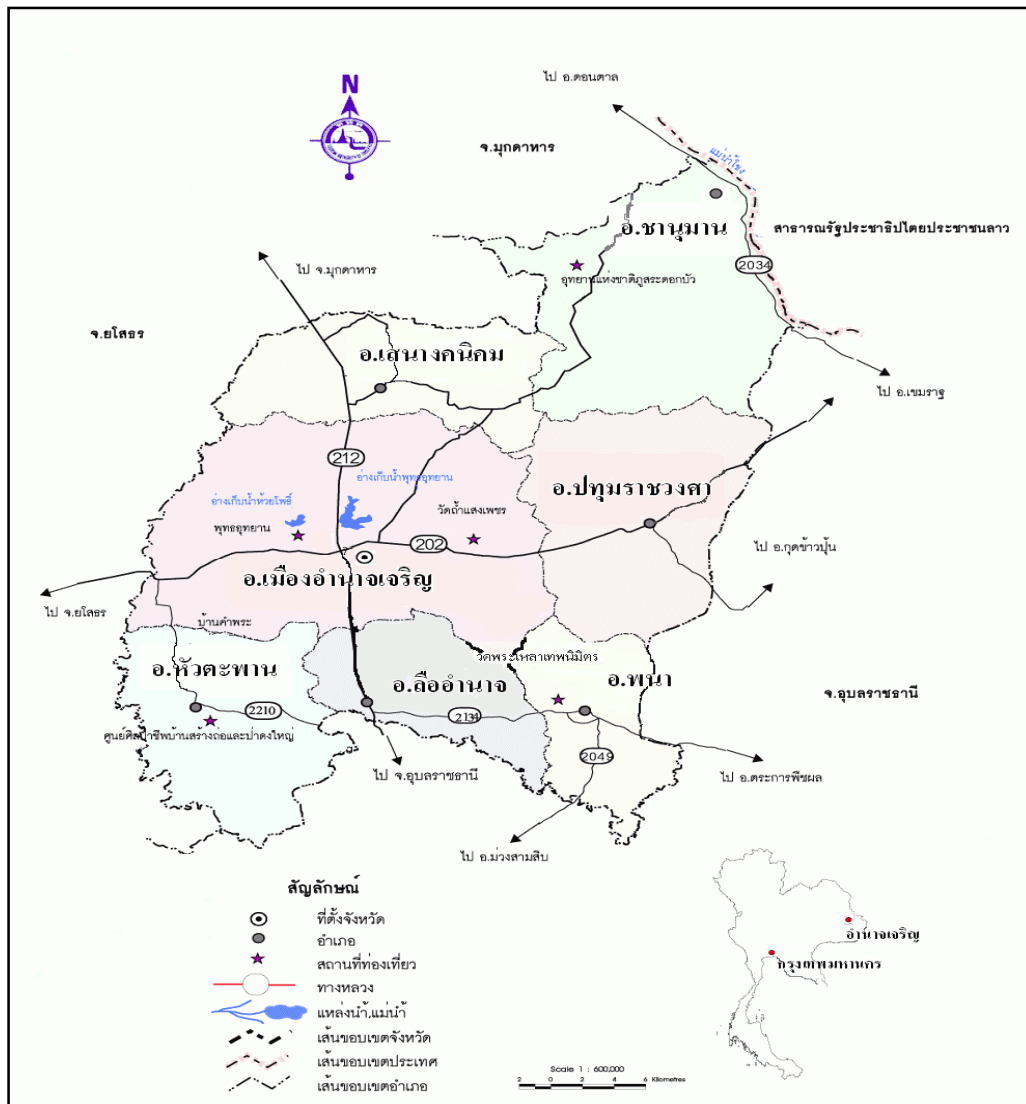 N
ไป อ.ดอนตาล
จ.มุกดาหาร
แม่น้ำโขง
อ.ชานุมาน
สาธารณรัฐประชาธิปไตยประชาชนลาว
2034
อุทยานแห่งชาติภูสระดอกบัว
ไป จ.มุกดาหาร
จ.ยโสธร
อ.เสนางคนิคม
ไป อ.เขมราฐ
212
อ่างเก็บน้ำพุทธอุทยาน
อ.ปทุมราชวงศา
อ่างเก็บน้ำห้วยโพธิ์
วัดถ้ำแสงเพชร
พุทธอุทยาน
202
ไป อ.กุดข้าวปุ้น
อ.เมืองอำนาจเจริญ
ไป จ.ยโสธร
บ้านคำพระ
วัดพระเหลาเทพนิมิตร
อ.หัวตะพาน
อ.ลืออำนาจ
อ.พนา
จ.อุบลราชธานี
2210
2134
ศูนย์ศิลปาชีพบ้านสร้างถ่อและป่าดงใหญ่
2049
ไป จ.อุบลราชธานี
ไป อ.ตระการพืชผล
ไป อ.ม่วงสามสิบ
สัญลักษณ์
ที่ตั้งจังหวัด
อำเภอ
สถานที่ท่องเที่ยว
ทางหลวง
แหล่งน้ำ,แม่น้ำ
เส้นขอบเขตจังหวัด
เส้นขอบเขตประเทศ
เส้นขอบเขตอำเภอ
อำนาจเจริญ
กรุงเทพมหานคร
Scale 1 : 600,000
2 0 2 4 6 Kilometres